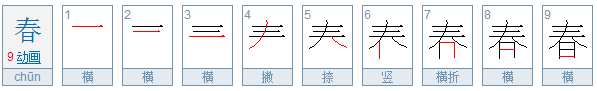 春 1 2 3 4 5 6 7 8 9
9 动画
chūn 横 横 横 撇 捺 竖 横折 横 横